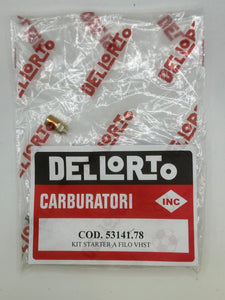 DELLORTO
CARBURATORI
INC
COD. 53141.78
KIT STARTER A FILO VHST